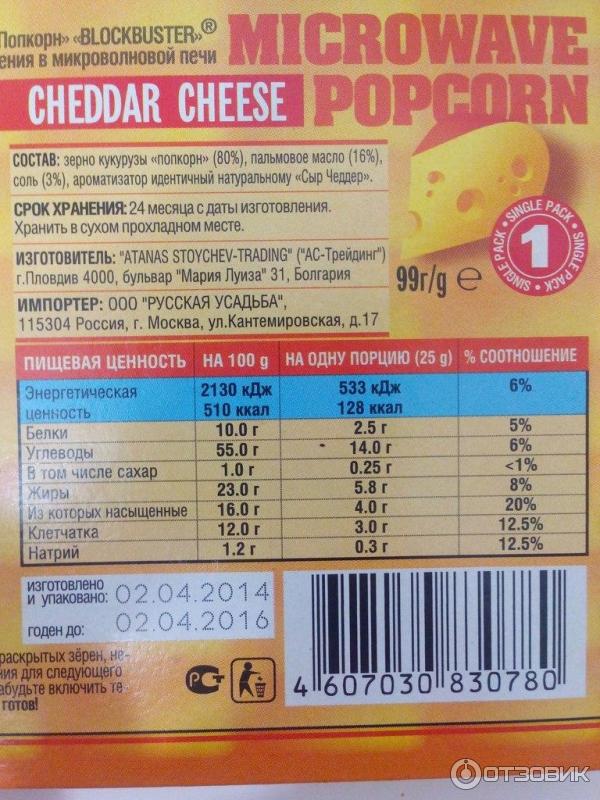 Попкорн» «BLOCKBUSTER»®
ения в микроволновой печи
MICROWAVE
POPCORN
CHEDDAR CHEESE
СОСТАВ: зерно кукурузы «попкорн» (80%), пальмовое масло (16%),
соль (3%), ароматизатор идентичный натуральному «Сыр Чеддер».
СРОК ХРАНЕНИЯ: 24 месяца с даты изготовления.
Хранить в сухом прохладном месте.
ИЗГОТОВИТЕЛЬ: "ATANAS STOYCHEV-TRADING" ("АС-Трейдинг")
г.Пловдив 4000, бульвар "Мария Луиза" 31, Болгария
ИМПОРТЕР: ООО "РУССКАЯ УСАДЬБА",
115304 Россия, г. Москва, ул.Кантемировская, д.17
99г/g e
SINGLE PACK • SINGLE PACK • SINGLE PACK •
1
ПИЩЕВАЯ ЦЕННОСТЬ НА 100 g НА ОДНУ ПОРЦИЮ (25 g) % СООТНОШЕНИЕ
Энергетическая 2130 кДж 533 кДж 6%
ценность 510 ккал 128 ккал
Белки 10.0 г 2.5 г 5%
Углеводы 55.0 г 14.0 г 6%
В том числе сахар 1.0 г 0.25 г <1%
Жиры 23.0 г 5.8 г 8%
Из которых насыщенные 16.0 г 4.0 г 20%
Клетчатка 12.0 г 3.0 г 12.5%
Натрий 1.2 г 0.3 г 12.5%
изготовлено
и упаковано: 02.04.2014
годен до: 02.04.2016
раскрытых зёрен, не-
ния для следующего
абудьте включить те-
готов!
РСТ
4 607030 830780
ОТЗОВИК